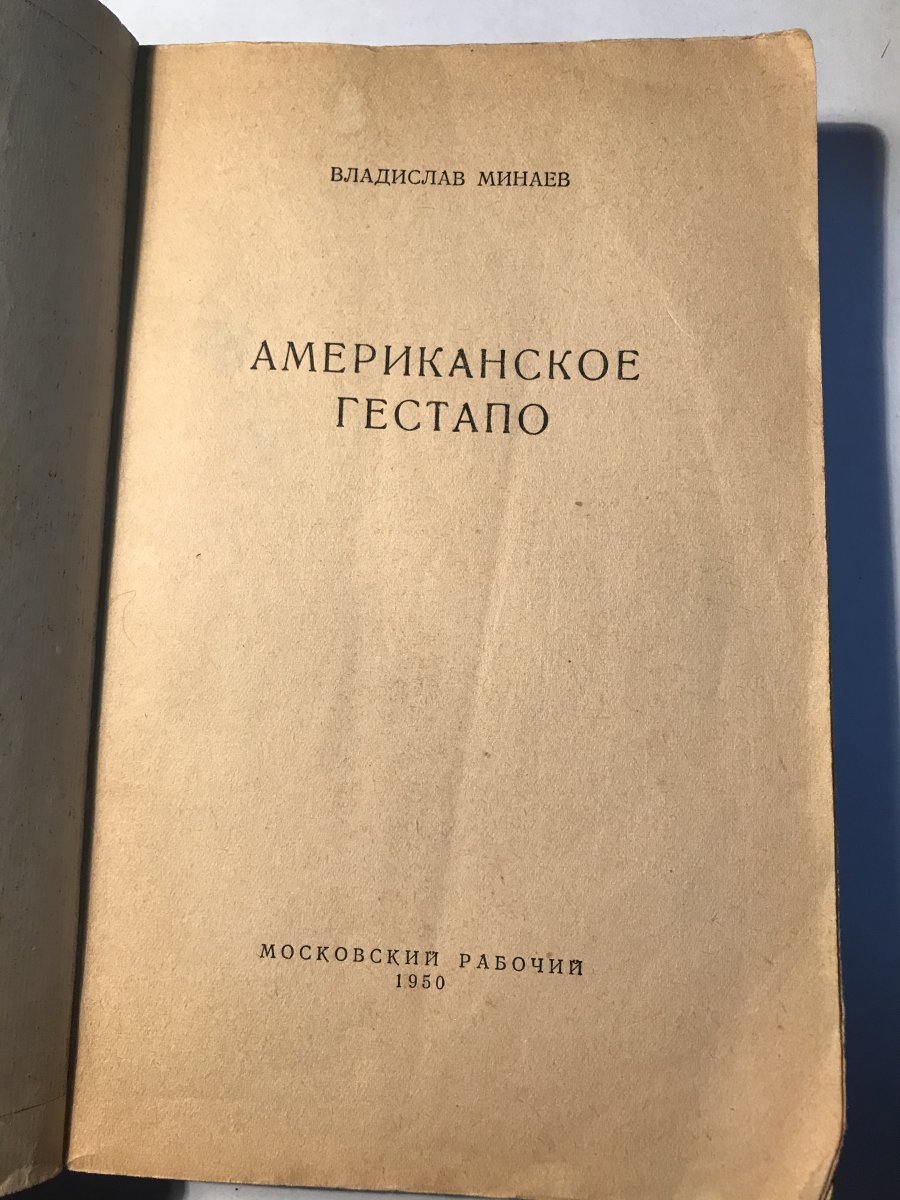 ВЛАДИСЛАВ МИНАЕВ
АМЕРИКАНСКОЕ
ГЕСТАПО
МОСКОВСКИЙ РАБОЧИЙ
1950